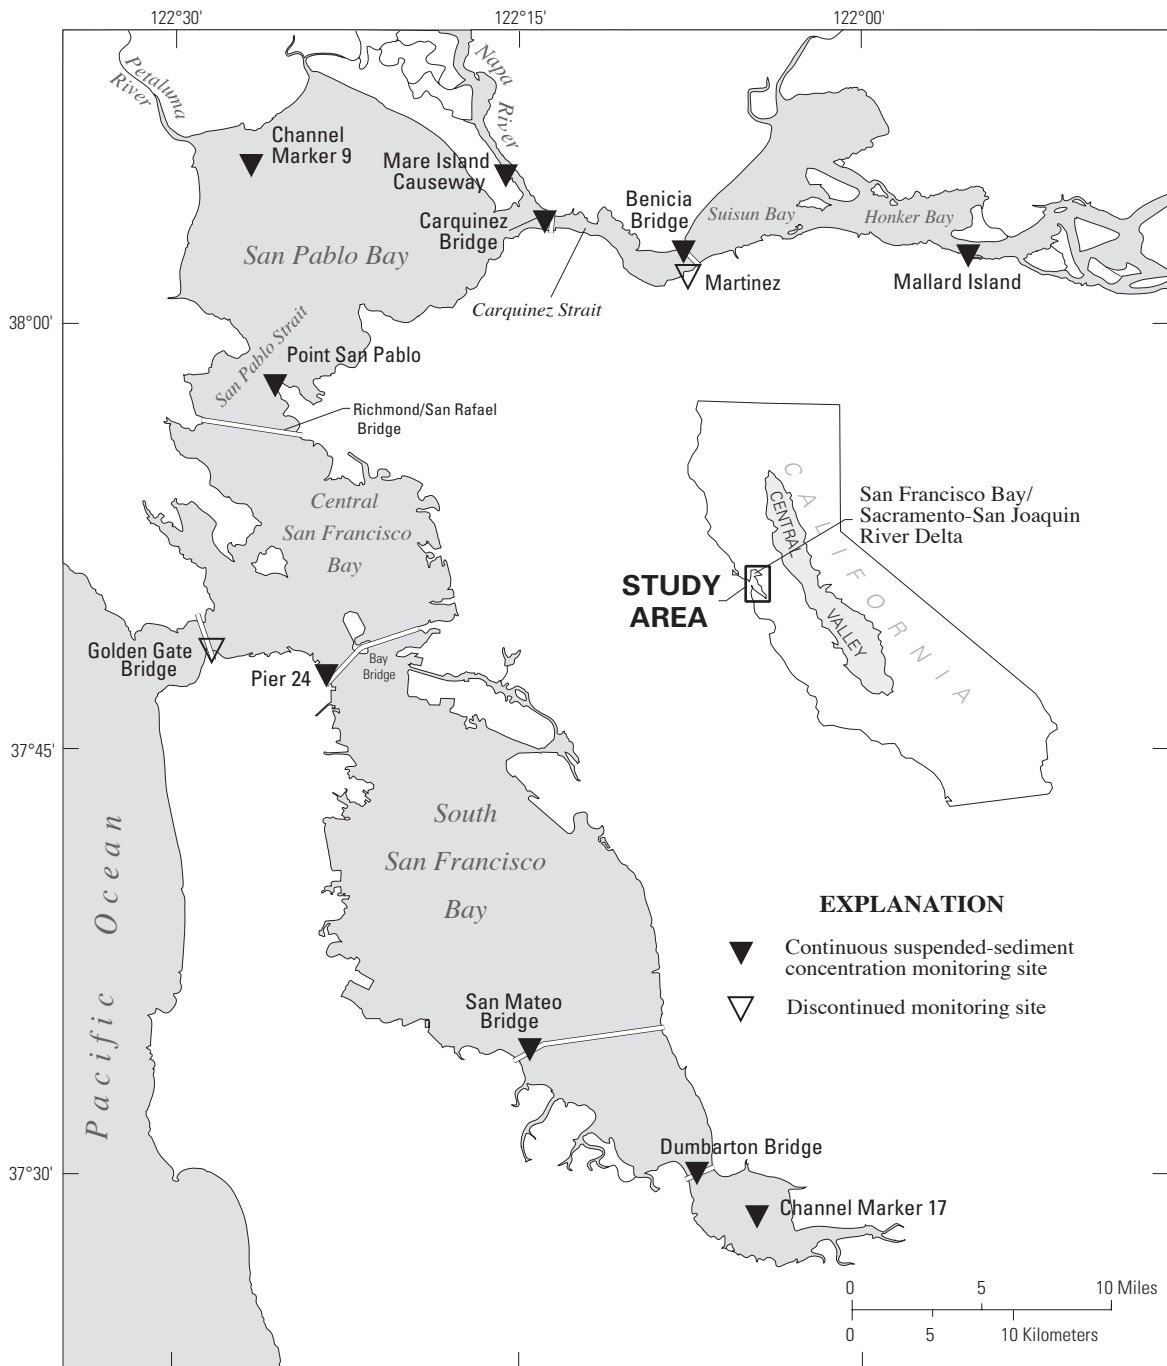 122°30'
122°15'
122°00'
Petaluma
River
Napa
River
Channel
Marker 9
Mare Island
Causeway
Carquinez
Bridge
Benicia
Bridge
Suisun Bay
Honker Bay
San Pablo Bay
Martinez
Mallard Island
Carquinez Strait
38°00'
San Pablo Strait
Point San Pablo
Richmond/San Rafael
Bridge
Central
San Francisco
Bay
CALIFORNIA
CENTRAL
VALLEY
San Francisco Bay/
Sacramento-San Joaquin
River Delta
STUDY
AREA
Golden Gate
Bridge
Pier 24
Bay
Bridge
37°45'
South
San Francisco
Bay
Pacific Ocean
EXPLANATION
Continuous suspended-sediment
concentration monitoring site
Discontinued monitoring site
San Mateo
Bridge
37°30'
Dumbarton Bridge
Channel Marker 17
0 5 10 Miles
0 5 10 Kilometers